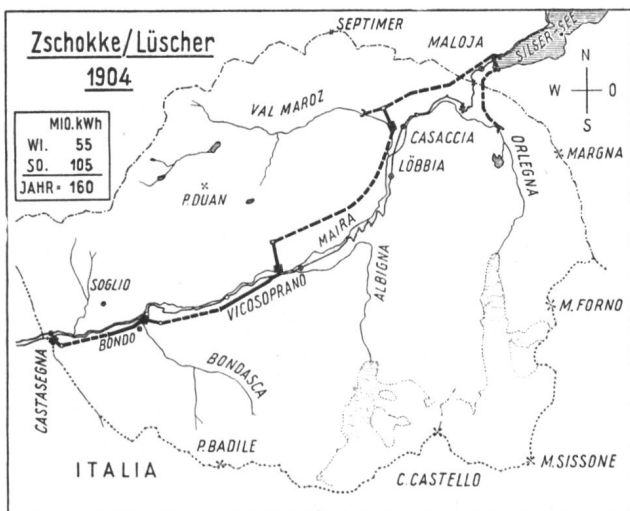 Zschokke/Lüscher
1904
MIO.kWh
WI. 55
SO. 105
JAHR = 160
SEPTIMER
MALOJA
SILSER-SEE
N
W O
S
VAL MAROZ
CASACCIA
LÖBBIA
ORLEGNA
MARGNA
P.DUAN
MAIRA
ALBIGNA
SOGLIO
VICOSOPRANO
M.FORNO
BONDO
BONDASCA
CASTASEGNA
P.BADILE
ITALIA
C.CASTELLO
M.SISSONE